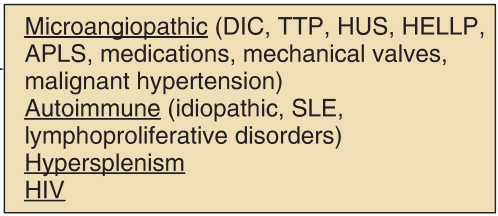 Microangiopathic (DIC, TTP, HUS, HELLP,
APLS, medications, mechanical valves,
malignant hypertension)
Autoimmune (idiopathic, SLE,
lymphoproliferative disorders)
Hypersplenism
HIV